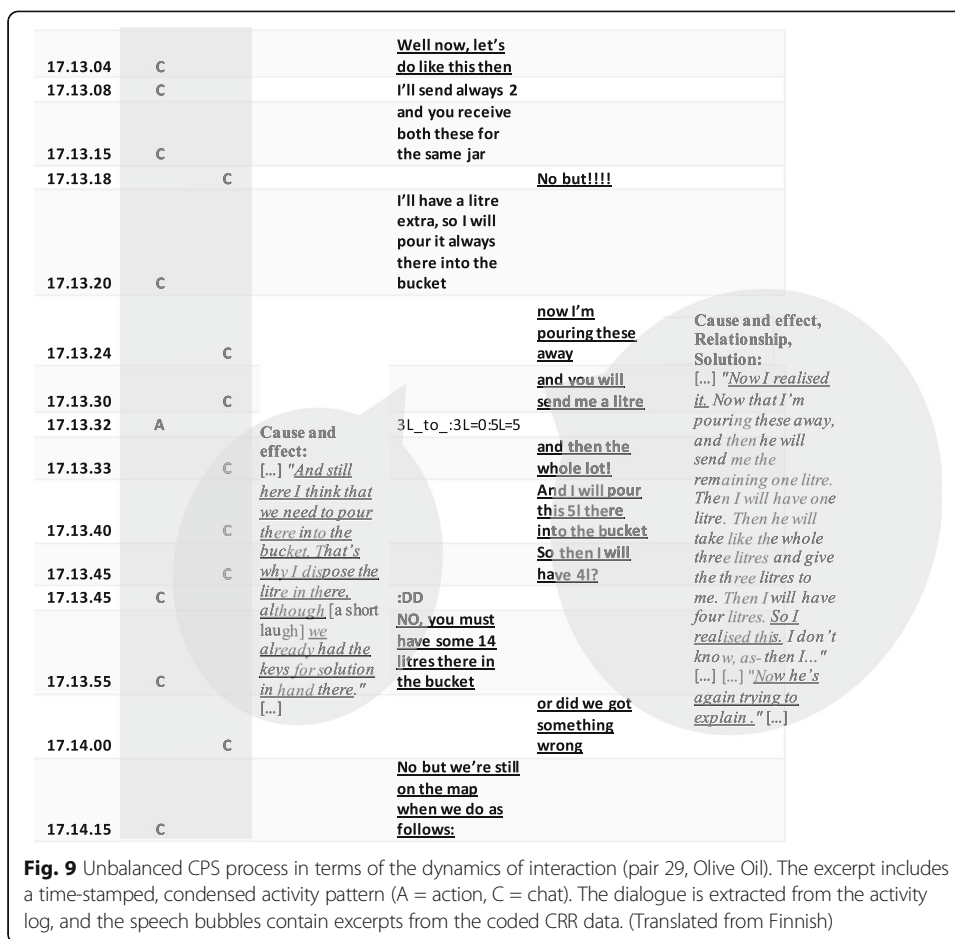 Well now, let's
17.13.04 C do like this then
17.13.08 C I'll send always 2
and you receive
both these for
17.13.15 C the same jar
17.13.18 C No but!!!!
I'll have a litre
extra, so I will
pour it always
there into the
17.13.20 C bucket
now I'm
pouring these
17.13.24 C away
and you will
17.13.30 C send me a litre
17.13.32 A 3L_to_:3L=0:5L=5
and then the
17.13.33 C whole lot!
And I will pour
this 5l there
17.13.40 C into the bucket
So then I will
17.13.45 C have 4l?
17.13.45 C :DD
NO, you must
have some 14
litres there in
17.13.55 C the bucket
or did we got
something
17.14.00 C wrong
No but we're still
on the map
when we do as
17.14.15 C follows:
Cause and
effect:
[...] "And still
here I think that
we need to pour
there into the
bucket. That's
why I dispose the
litre in there,
although [a short
laugh] we
already had the
keys for solution
in hand there."
[...]
Cause and effect,
Relationship,
Solution:
[...] "Now I realised
it. Now that I'm
pouring these away,
and then he will
send me the
remaining one litre.
Then I will have one
litre. Then he will
take like the whole
three litres and give
the three litres to
me. Then I will have
four litres. So I
realised this. I don't
know, as- then I..."
[...] [...] "Now he's
again trying to
explain." [...]
Fig. 9 Unbalanced CPS process in terms of the dynamics of interaction (pair 29, Olive Oil). The excerpt includes
a time-stamped, condensed activity pattern (A = action, C = chat). The dialogue is extracted from the activity
log, and the speech bubbles contain excerpts from the coded CRR data. (Translated from Finnish)